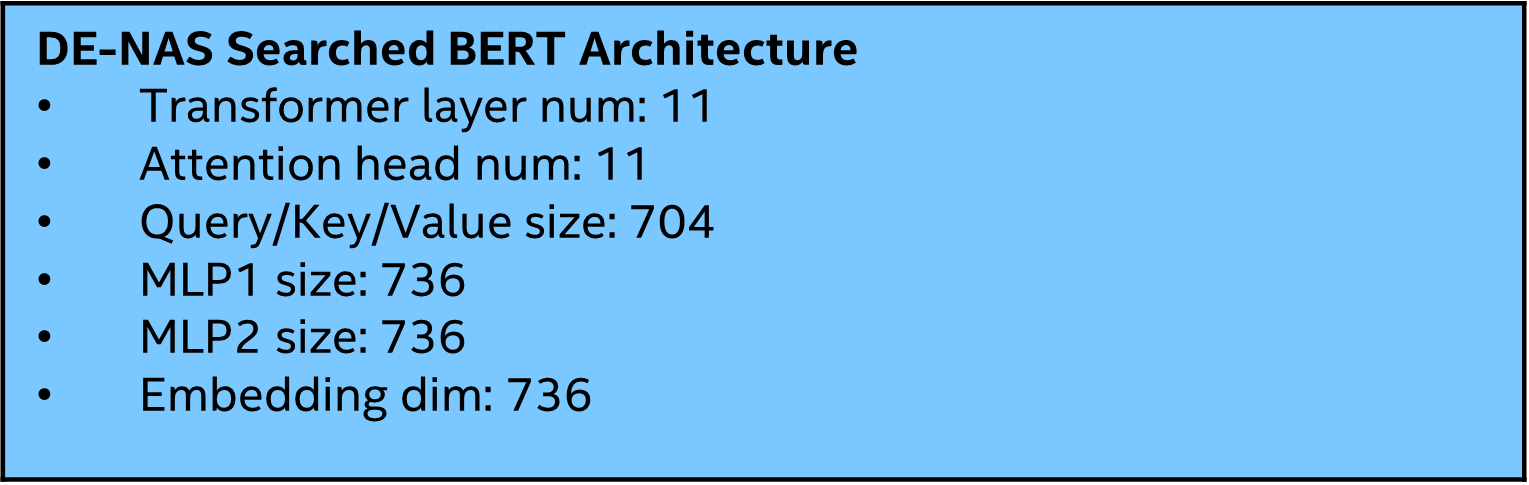 DE-NAS Searched BERT Architecture
• Transformer layer num: 11
• Attention head num: 11
• Query/Key/Value size: 704
• MLP1 size: 736
• MLP2 size: 736
• Embedding dim: 736